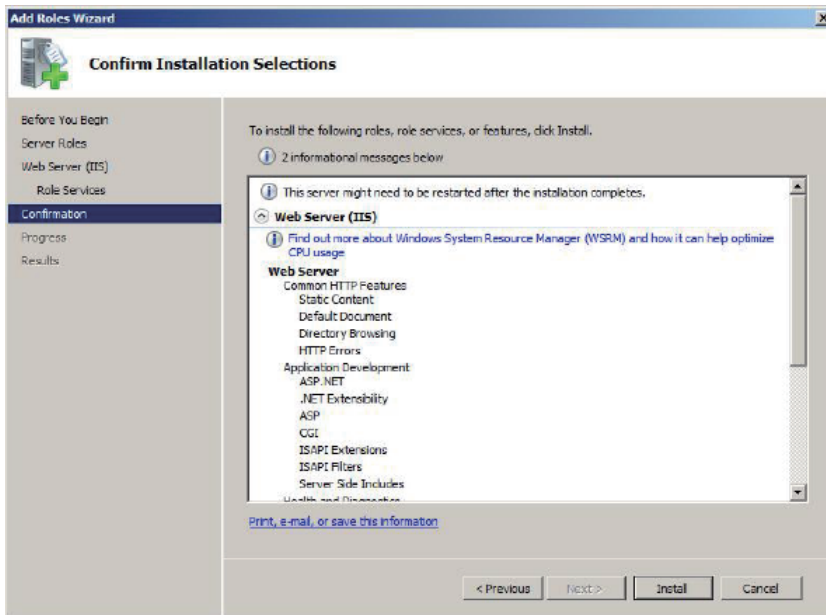 Add Roles Wizard
Confirm Installation Selections
Before You Begin
Server Roles
Web Server (IIS)
Role Services
Confirmation
Progress
Results
To install the following roles, role services, or features, click Install.
2 informational messages below
This server might need to be restarted after the installation completes.
Web Server (IIS)
Find out more about Windows System Resource Manager (WSRM) and how it can help optimize
CPU usage
Web Server
Common HTTP Features
Static Content
Default Document
Directory Browsing
HTTP Errors
Application Development
ASP.NET
.NET Extensibility
ASP
CGI
ISAPI Extensions
ISAPI Filters
Server Side Includes
Health and Diagnostics
Print, e-mail, or save this information
< Previous
Next >
Install
Cancel